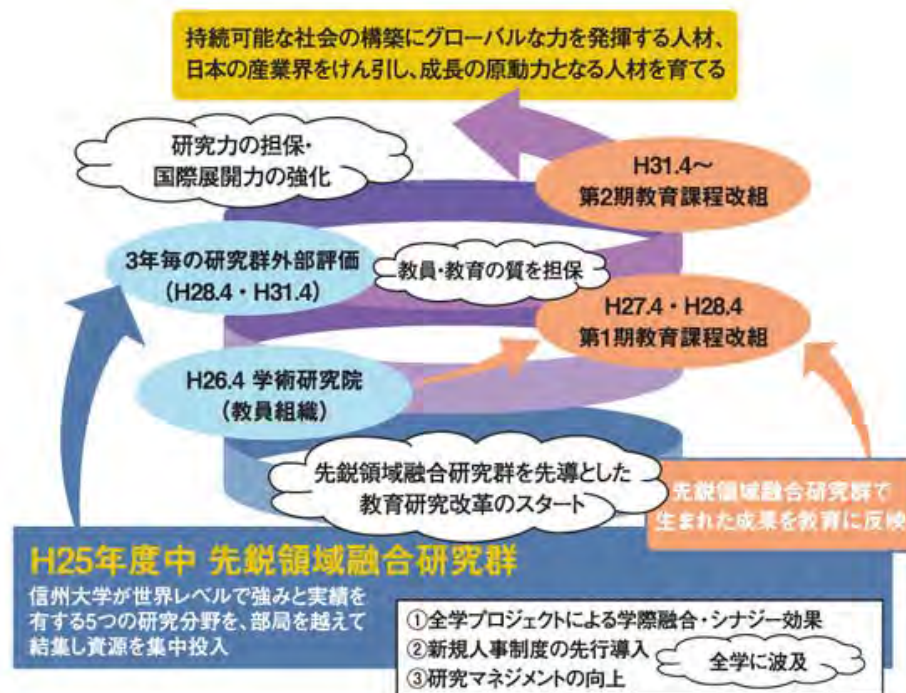 持続可能な社会の構築にグローバルな力を発揮する人材、
日本の産業界をけん引し、成長の原動力となる人材を育てる
研究力の担保・
国際展開力の強化
H31.4～
第2期教育課程改組
3年毎の研究群外部評価
（H28.4・H31.4）
教員・教育の質を担保
H27.4・H28.4
第1期教育課程改組
H26.4 学術研究院
（教員組織）
先鋭領域融合研究群を先導とした
教育研究改革のスタート
先鋭領域融合研究群で
生まれた成果を教育に反映
H25年度中 先鋭領域融合研究群
信州大学が世界レベルで強みと実績を
有する5つの研究分野を、部局を越えて
結集し資源を集中投入
①全学プロジェクトによる学際融合・シナジー効果
②新規人事制度の先行導入
③研究マネジメントの向上
全学に波及